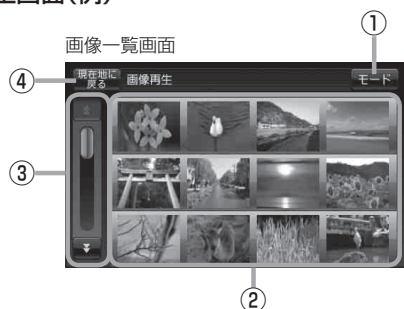 画面(例)
画像一覧画面
①
④
現在地に
戻る
画像再生
モード
③
②